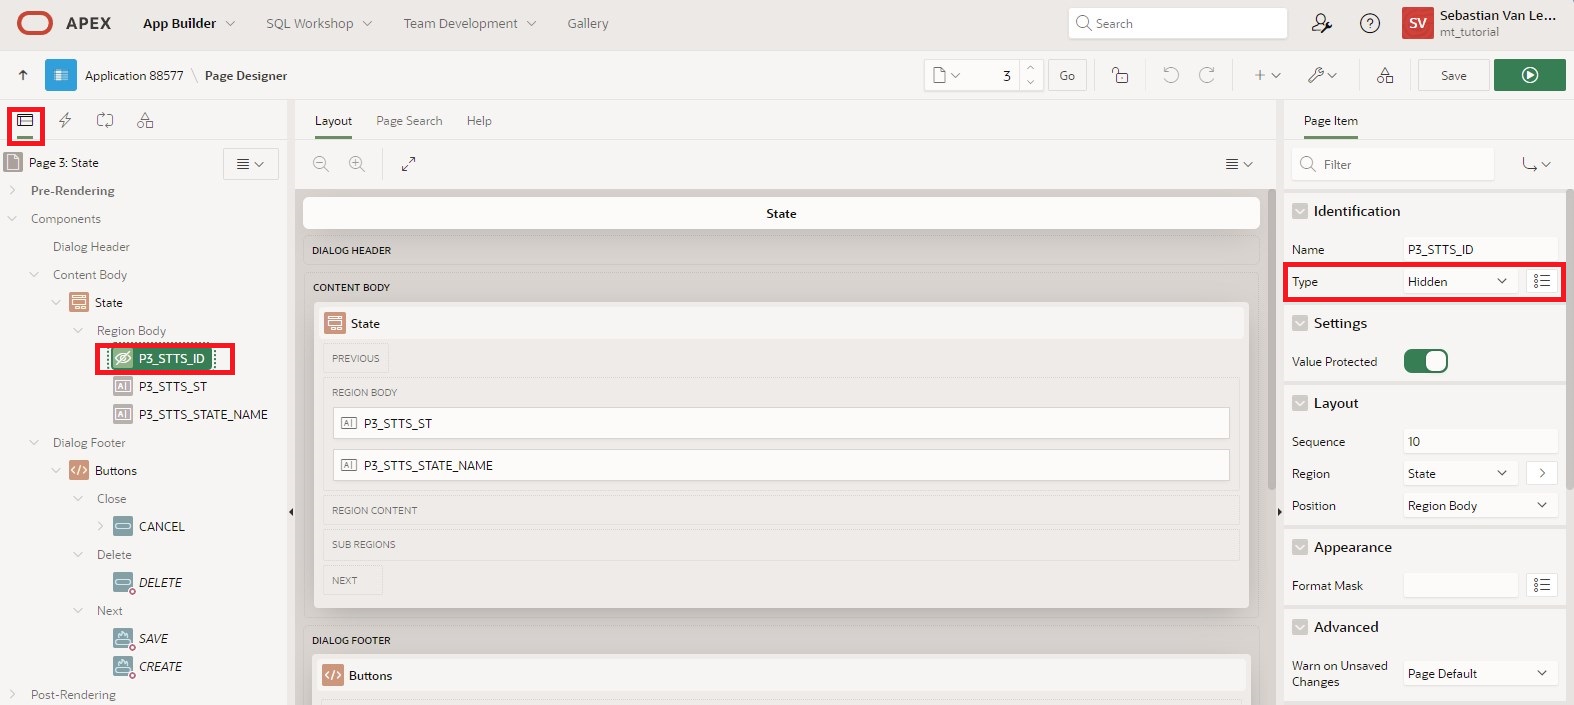 APEX App Builder SQL Workshop Team Development Gallery Search SV Sebastian Van Le...
mt_tutorial
Application 88577 \ Page Designer 3 Go Save
Layout Page Search Help
Page Item
Page 3: State
Filter
Pre-Rendering
Components
Dialog Header
Content Body
State
Region Body
P3_STTS_ID
P3_STTS_ST
P3_STTS_STATE_NAME
Dialog Footer
Buttons
Close
CANCEL
Delete
DELETE
Next
SAVE
CREATE
Post-Rendering
State
DIALOG HEADER
CONTENT BODY
State
PREVIOUS
REGION BODY
A P3_STTS_ST
A P3_STTS_STATE_NAME
REGION CONTENT
SUB REGIONS
NEXT
DIALOG FOOTER
Buttons
Identification
Name P3_STTS_ID
Type Hidden
Settings
Value Protected
Layout
Sequence 10
Region State
Position Region Body
Appearance
Format Mask
Advanced
Warn on Unsaved
Changes Page Default